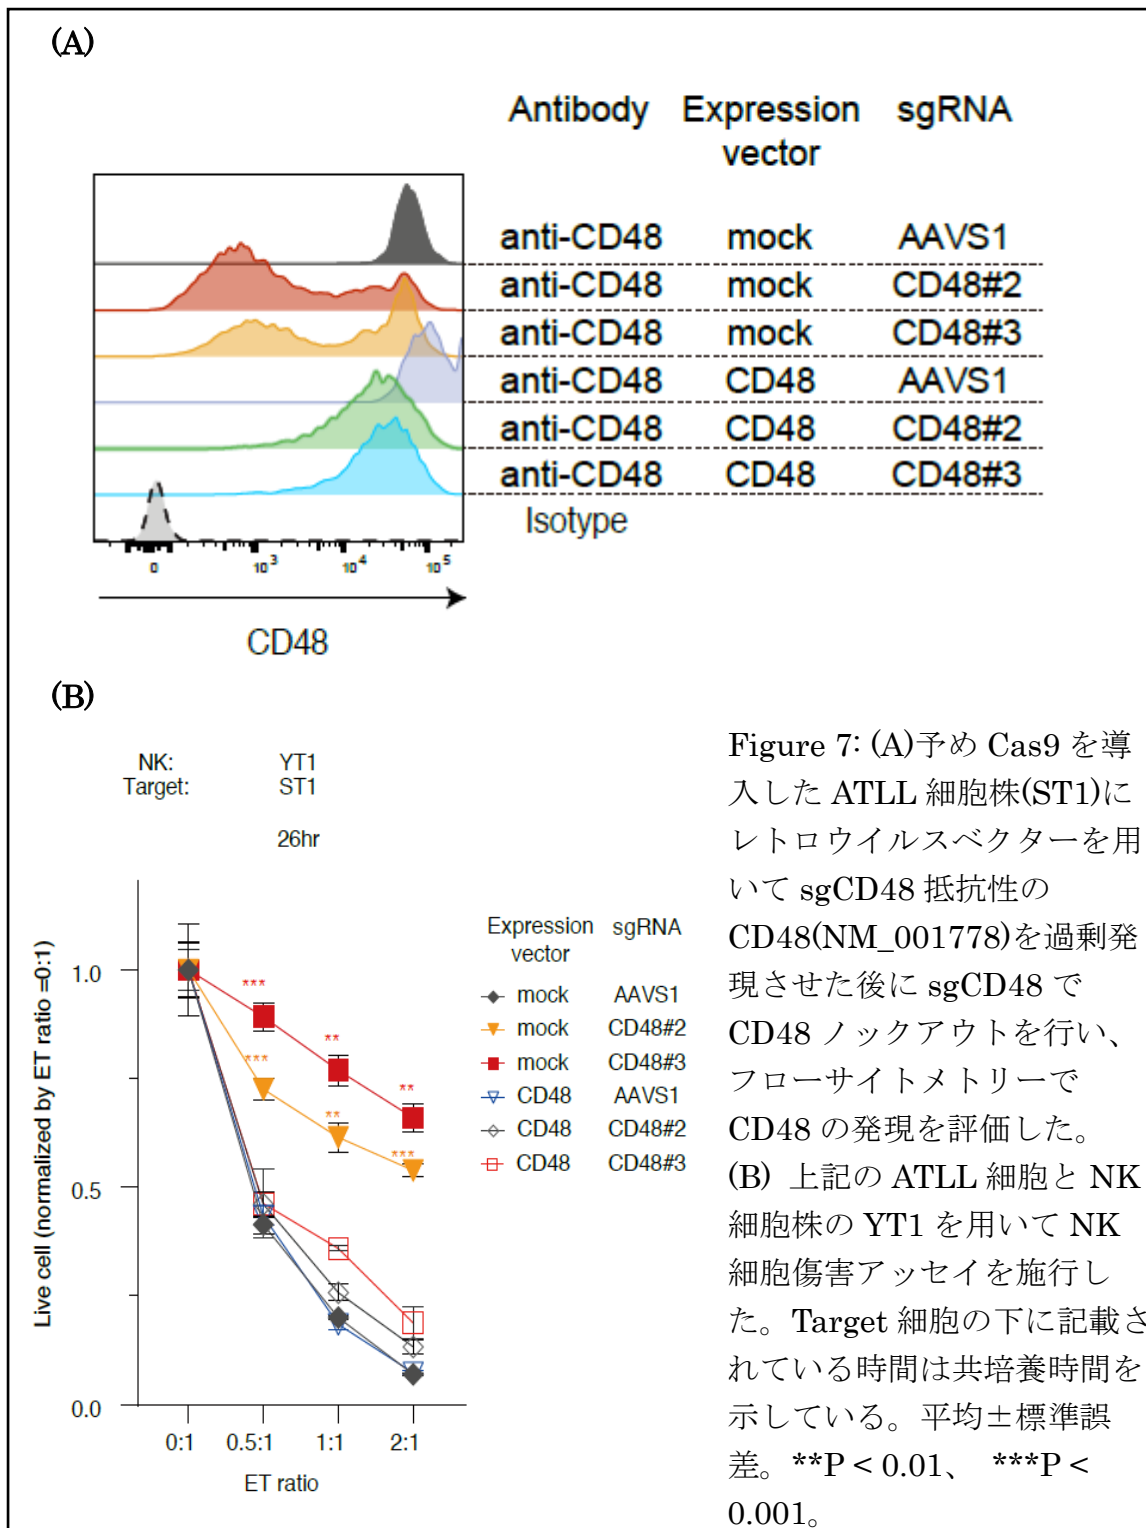 (A)
Antibody Expression vector sgRNA
anti-CD48 mock AAVS1
anti-CD48 mock CD48#2
anti-CD48 mock CD48#3
anti-CD48 CD48 AAVS1
anti-CD48 CD48 CD48#2
anti-CD48 CD48 CD48#3
Isotype
0 10³ 10⁴ 10⁵
CD48
(B)
NK: YT1
Target: ST1
26hr
Live cell (normalized by ET ratio =0:1)
1.0
0.5
0.0
*** ** **
*** ** ***
0:1 0.5:1 1:1 2:1
ET ratio
Expression vector sgRNA
mock AAVS1
mock CD48#2
mock CD48#3
CD48 AAVS1
CD48 CD48#2
CD48 CD48#3
Figure 7: (A)予め Cas9 を導
入した ATLL 細胞株(ST1)に
レトロウイルスベクターを用
いて sgCD48 抵抗性の
CD48(NM_001778)を過剰発
現させた後に sgCD48 で
CD48 ノックアウトを行い、
フローサイトメトリーで
CD48 の発現を評価した。
(B) 上記の ATLL 細胞と NK
細胞株の YT1 を用いて NK
細胞傷害アッセイを施行し
た。Target 細胞の下に記載さ
れている時間は共培養時間を
示している。平均±標準誤
差。**P < 0.01、 ***P <
0.001。